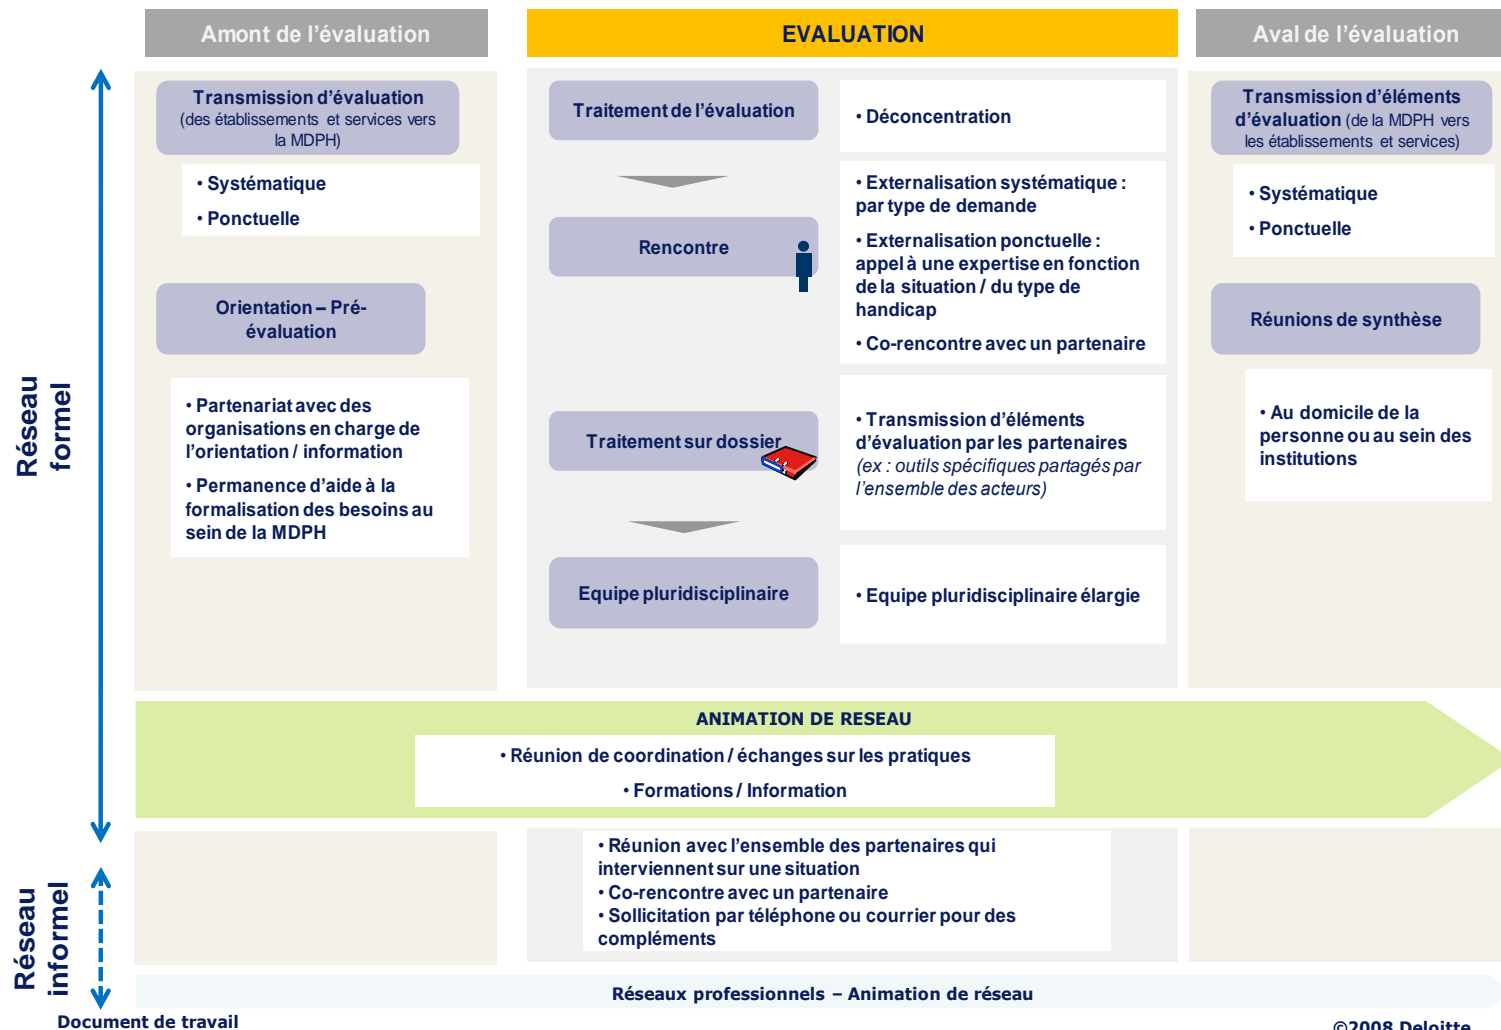 Amont de l'évaluation
EVALUATION
Aval de l'évaluation
Réseau
formel
Transmission d'évaluation
(des établissements et services vers
la MDPH)
• Systématique
• Ponctuelle
Orientation – Pré-
évaluation
• Partenariat avec des
organisations en charge de
l'orientation / information
• Permanence d'aide à la
formalisation des besoins au
sein de la MDPH
Traitement de l'évaluation
• Déconcentration
Rencontre
• Externalisation systématique :
par type de demande
• Externalisation ponctuelle :
appel à une expertise en fonction
de la situation / du type de
handicap
• Co-rencontre avec un partenaire
Traitement sur dossier
• Transmission d'éléments
d'évaluation par les partenaires
(ex : outils spécifiques partagés par
l'ensemble des acteurs)
Equipe pluridisciplinaire
• Equipe pluridisciplinaire élargie
Transmission d'éléments
d'évaluation (de la MDPH vers
les établissements et services)
• Systématique
• Ponctuelle
Réunions de synthèse
• Au domicile de la
personne ou au sein des
institutions
ANIMATION DE RESEAU
• Réunion de coordination / échanges sur les pratiques
• Formations / Information
Réseau
informel
• Réunion avec l'ensemble des partenaires qui
interviennent sur une situation
• Co-rencontre avec un partenaire
• Sollicitation par téléphone ou courrier pour des
compléments
Réseaux professionnels – Animation de réseau
Document de travail
©2008 Deloitte